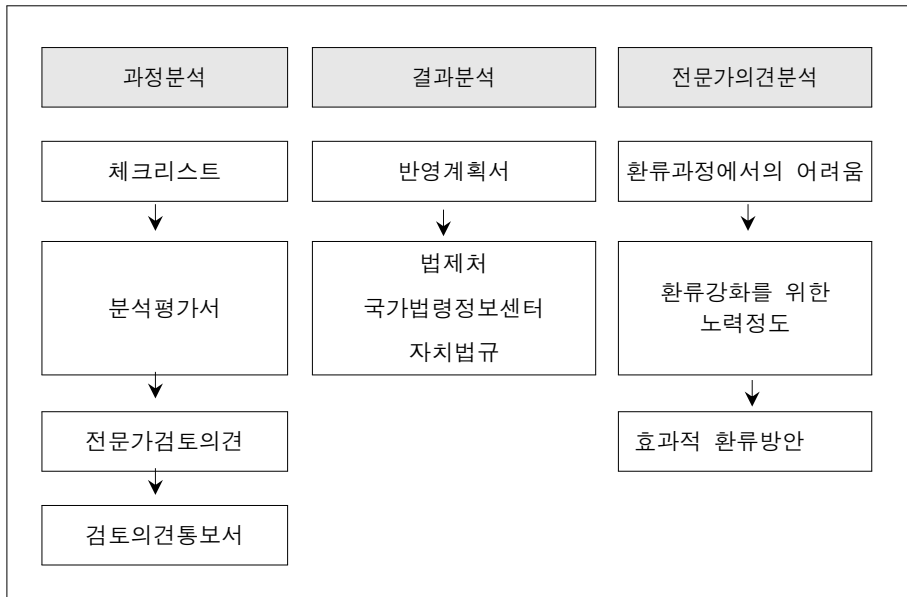 과정분석
결과분석
전문가의견분석
체크리스트
반영계획서
환류과정에서의 어려움
분석평가서
법제처
국가법령정보센터
자치법규
환류강화를 위한
노력정도
전문가검토의견
효과적 환류방안
검토의견통보서